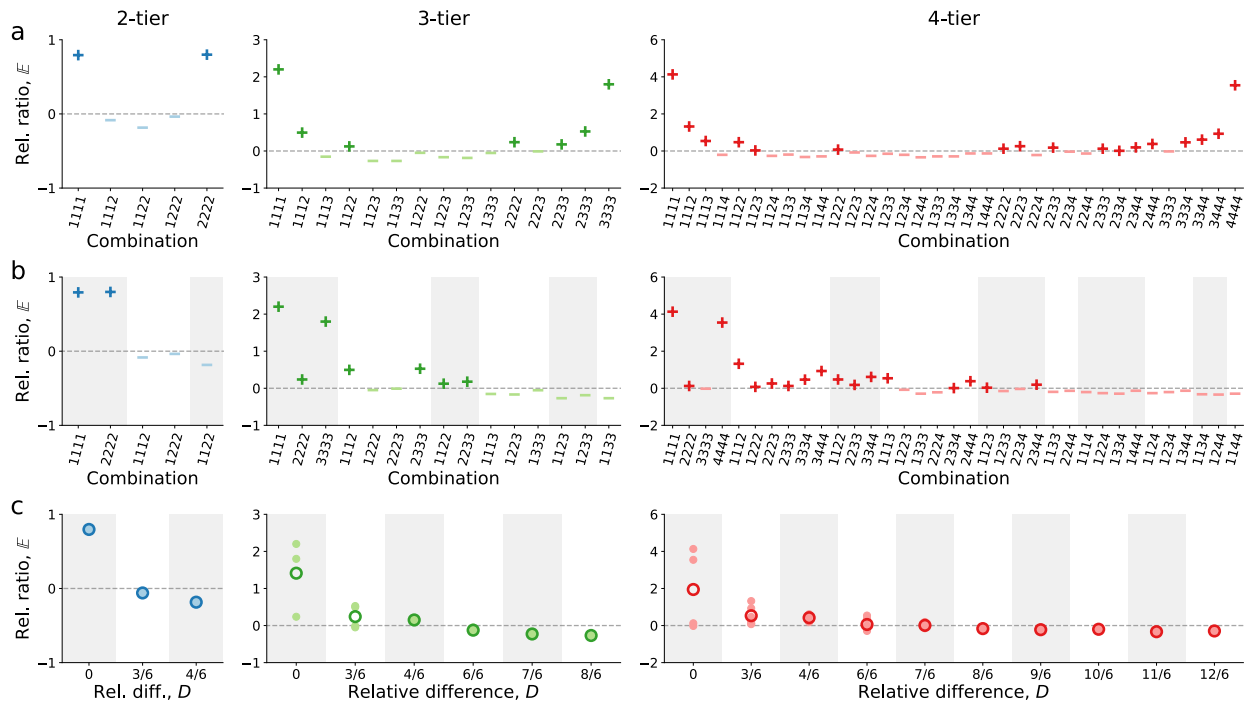 2-tier 3-tier 4-tier
a
Rel. ratio, 𝔼
1 0 −1
1111 1112 1122 1222 2222
Combination
3 2 1 0 −1
1111 1112 1113 1122 1123 1133 1222 1223 1233 1333 2222 2223 2233 2333 3333
Combination
6 4 2 0 −2
1111 1112 1113 1114 1122 1123 1124 1133 1134 1144 1222 1223 1224 1233 1234 1244 1333 1334 1344 1444 2222 2223 2224 2233 2234 2244 2333 2334 2344 2444 3333 3334 3344 3444 4444
Combination
b
Rel. ratio, 𝔼
1 0 −1
1111 2222 1112 1222 1122
Combination
3 2 1 0 −1
1111 2222 3333 1112 1222 2223 2333 1122 2233 1113 1223 1333 1123 1233 1133
Combination
6 4 2 0 −2
1111 2222 3333 4444 1112 1222 2223 2333 3334 3444 1122 2233 3344 1113 1223 1333 2224 2334 2444 1123 1233 2234 2344 1133 2244 1114 1224 1334 1444 1124 1234 1344 1134 1244 1144
Combination
c
Rel. ratio, 𝔼
1 0 −1
0 3/6 4/6
Rel. diff., D
3 2 1 0 −1
0 3/6 4/6 6/6 7/6 8/6
Relative difference, D
6 4 2 0 −2
0 3/6 4/6 6/6 7/6 8/6 9/6 10/6 11/6 12/6
Relative difference, D